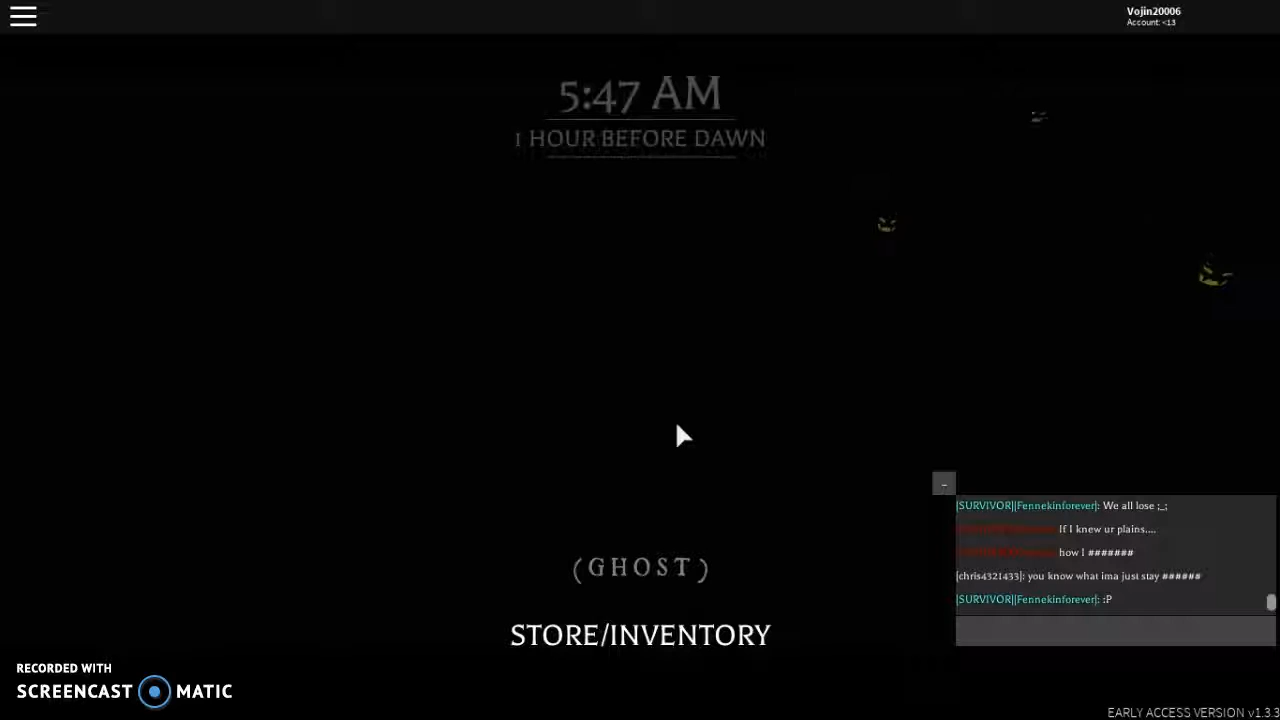 Vojin20006
Account: <13
5:47 AM
1 HOUR BEFORE DAWN
-
[SURVIVOR][Fennekinforever]: We all lose ;_;
If I knew ur plains....
how I #######
[chris4321433]: you know what ima just stay ######
[SURVIVOR][Fennekinforever]: :P
(GHOST)
STORE/INVENTORY
RECORDED WITH
SCREENCAST MATIC
EARLY ACCESS VERSION v1.3.3